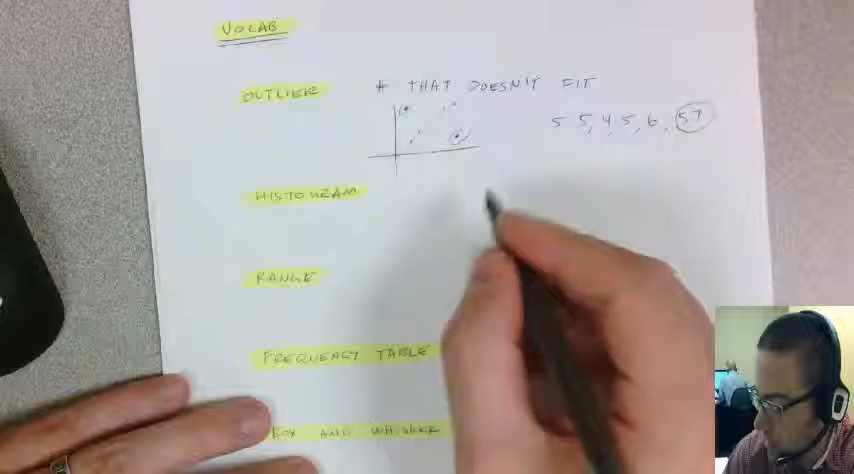 VOCAB
OUTLIER # THAT DOESN'T FIT
5 5, 4, 5, 6, 57
HISTOGRAM
RANGE
FREQUENCY TABLE
BOX AND WHISKER